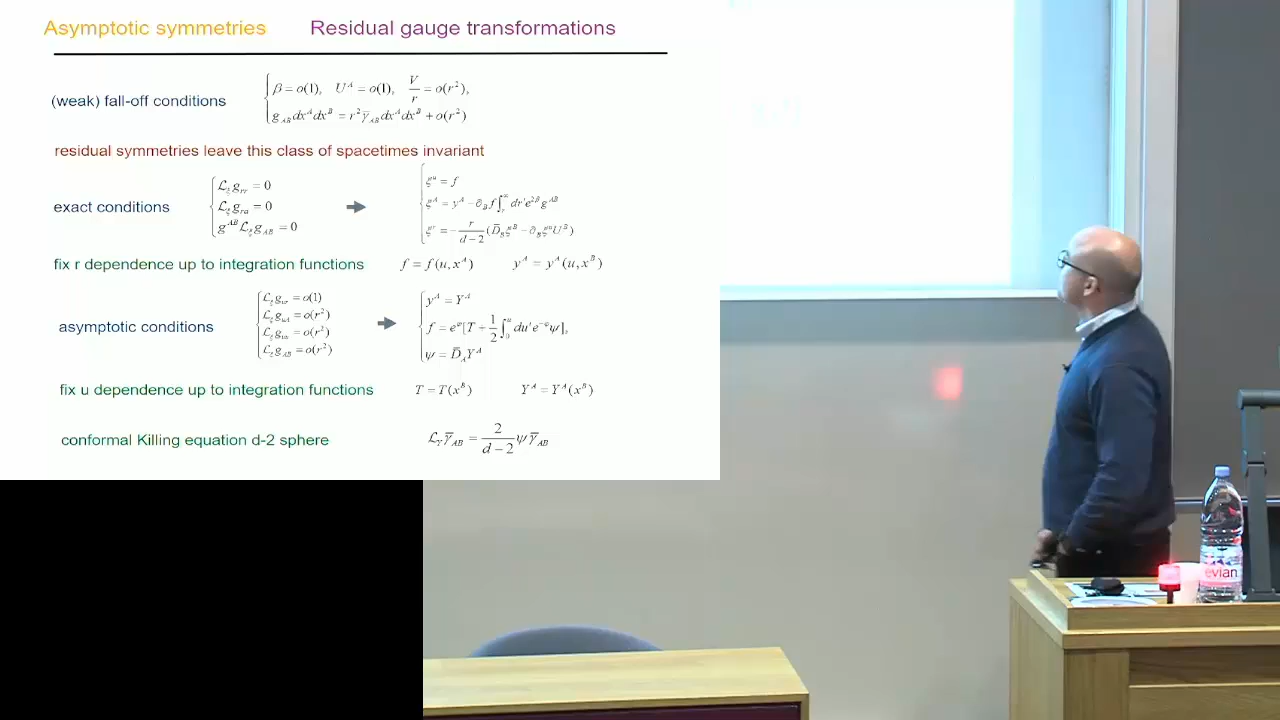 Asymptotic symmetries Residual gauge transformations
(weak) fall-off conditions
β = o(1), U^A = o(1), V/r = o(r²),
g_AB dx^A dx^B = r² γ̄_AB dx^A dx^B + o(r²)
residual symmetries leave this class of spacetimes invariant
exact conditions
ℒ_ξ g_rr = 0
ℒ_ξ g_ra = 0
g^AB ℒ_ξ g_AB = 0
ξ^u = f
ξ^A = y^A − ∂_B f ∫_r^∞ dr' e^{2β} g^{AB}
ξ^r = − r/(d−2) (D̄_B ξ^B − ∂_B ξ^u U^B)
fix r dependence up to integration functions f = f(u, x^A) y^A = y^A(u, x^B)
asymptotic conditions
ℒ_ξ g_ur = o(1)
ℒ_ξ g_uA = o(r²)
ℒ_ξ g_uu = o(r²)
ℒ_ξ g_AB = o(r²)
y^A = Y^A
f = e^φ [T + 1/2 ∫_0^u du' e^{−φ} ψ],
ψ = D̄_A Y^A
fix u dependence up to integration functions T = T(x^B) Y^A = Y^A(x^B)
conformal Killing equation d-2 sphere ℒ_Y γ̄_AB = 2/(d−2) ψ γ̄_AB
evian